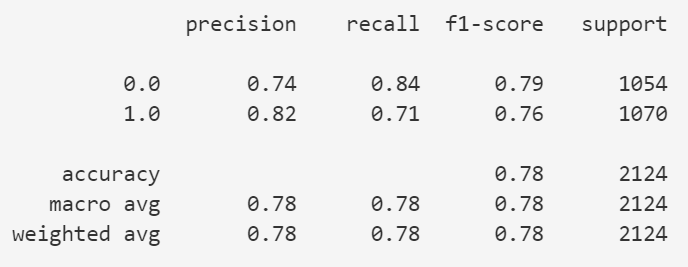 precision recall f1-score support
0.0 0.74 0.84 0.79 1054
1.0 0.82 0.71 0.76 1070
accuracy 0.78 2124
macro avg 0.78 0.78 0.78 2124
weighted avg 0.78 0.78 0.78 2124